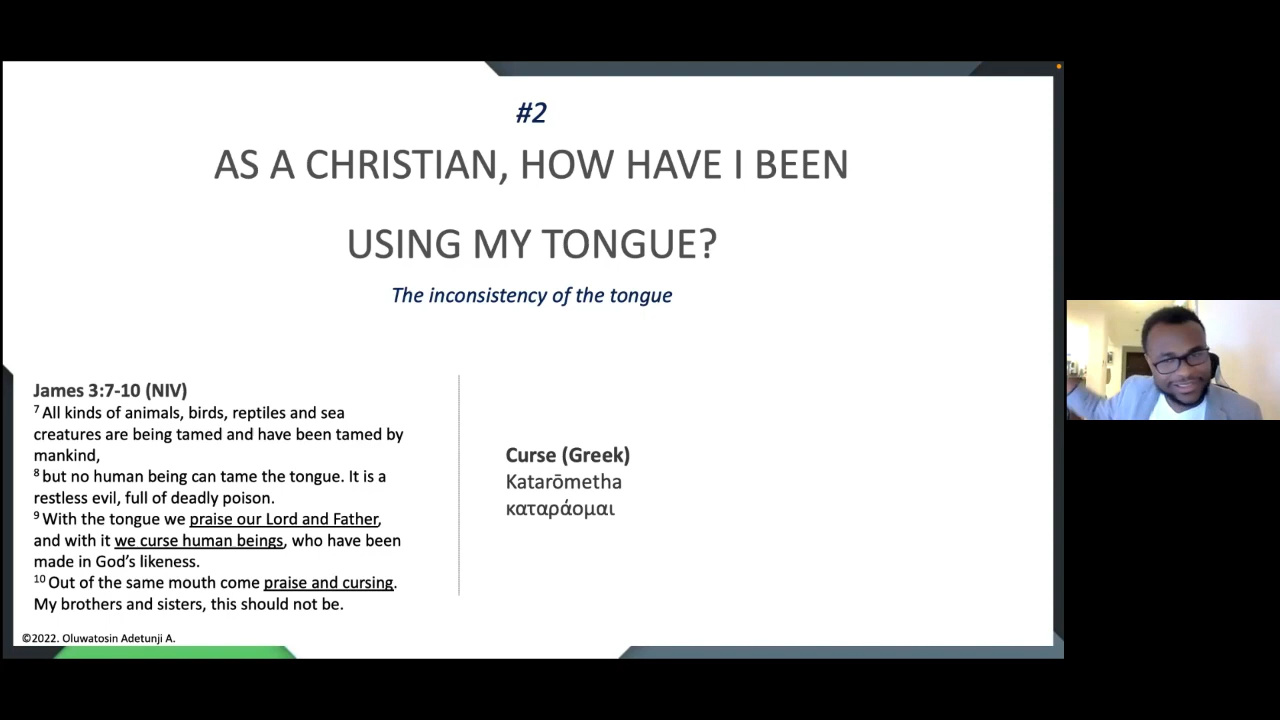 #2
AS A CHRISTIAN, HOW HAVE I BEEN
USING MY TONGUE?
The inconsistency of the tongue
James 3:7-10 (NIV)
7 All kinds of animals, birds, reptiles and sea
creatures are being tamed and have been tamed by
mankind,
8 but no human being can tame the tongue. It is a
restless evil, full of deadly poison.
9 With the tongue we praise our Lord and Father,
and with it we curse human beings, who have been
made in God’s likeness.
10 Out of the same mouth come praise and cursing.
My brothers and sisters, this should not be.
Curse (Greek)
Katarōmetha
καταράομαι
©2022. Oluwatosin Adetunji A.